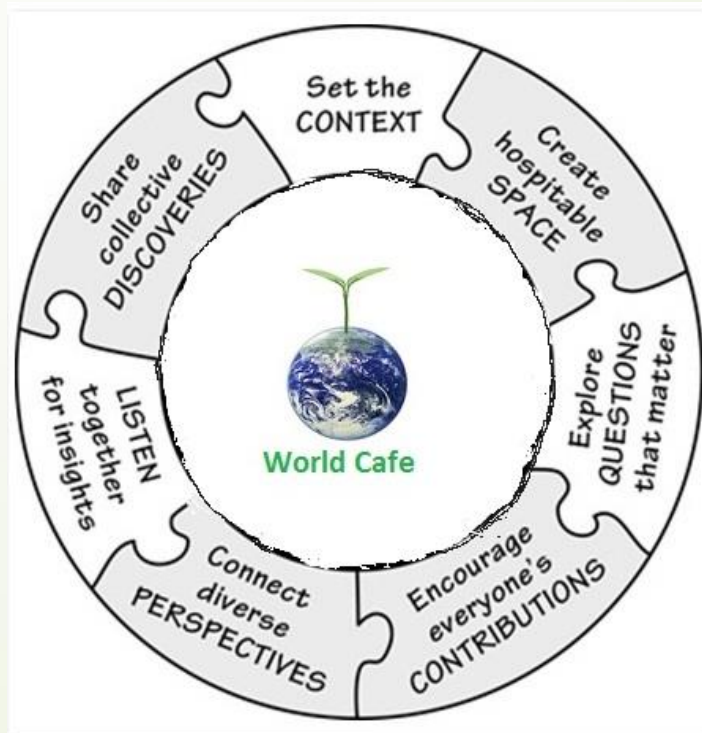 Set the
CONTEXT
Create
hospitable
SPACE
Explore
QUESTIONS
that matter
Encourage
everyone's
CONTRIBUTIONS
Connect
diverse
PERSPECTIVES
LISTEN
together
for insights
Share
collective
DISCOVERIES
World Cafe